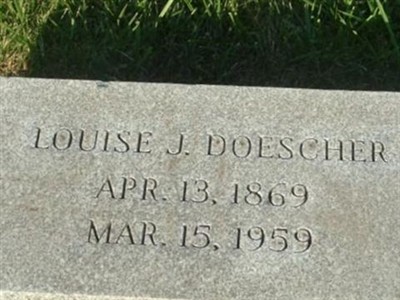 LOUISE J. DOESCHER
APR. 13, 1869
MAR. 15, 1959